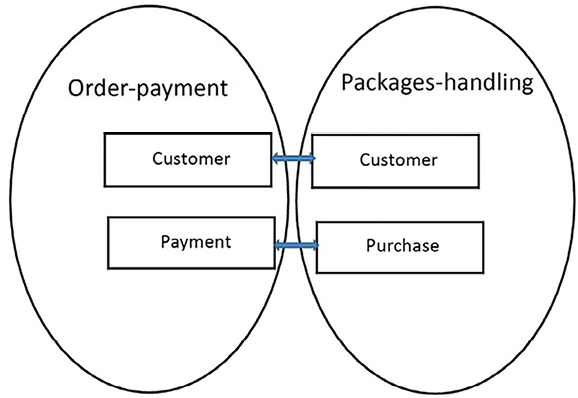 Order-payment
Packages-handling
Customer
Customer
Payment
Purchase